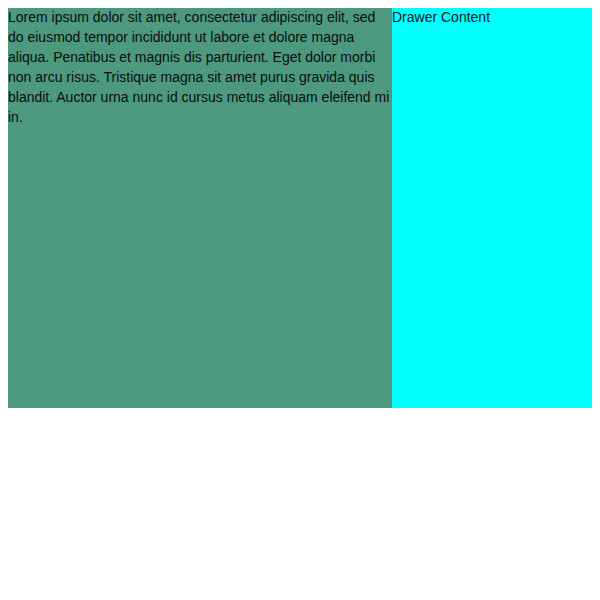 Lorem ipsum dolor sit amet, consectetur adipiscing elit, sed
do eiusmod tempor incididunt ut labore et dolore magna
aliqua. Penatibus et magnis dis parturient. Eget dolor morbi
non arcu risus. Tristique magna sit amet purus gravida quis
blandit. Auctor urna nunc id cursus metus aliquam eleifend mi
in.
Drawer Content